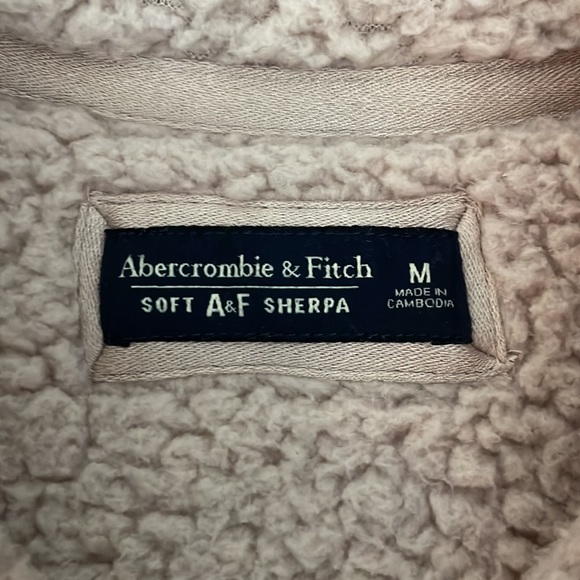 Abercrombie & Fitch
SOFT A&F SHERPA
M
MADE IN
CAMBODIA